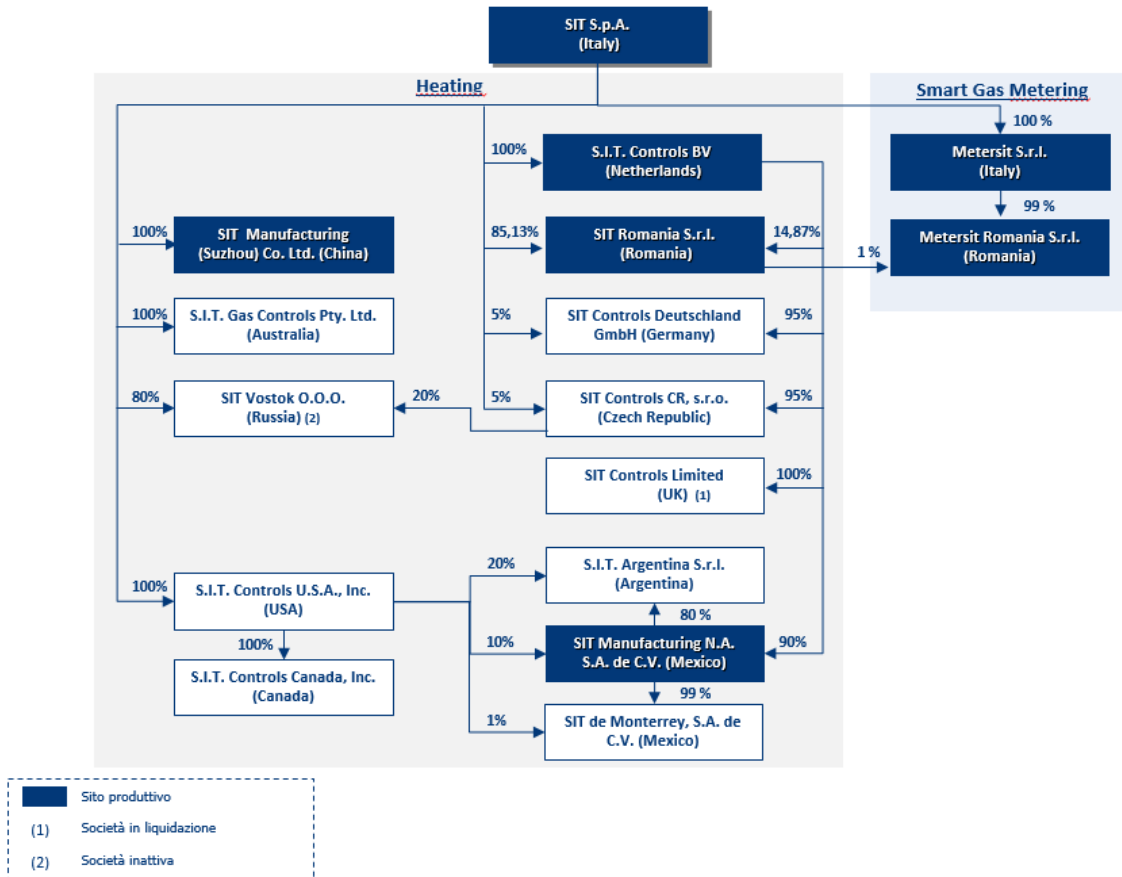 SIT S.p.A.
(Italy)
Heating
Smart Gas Metering
100 %
100%
S.I.T. Controls BV
(Netherlands)
Metersit S.r.l.
(Italy)
99 %
100%
SIT Manufacturing
(Suzhou) Co. Ltd. (China)
85,13%
SIT Romania S.r.l.
(Romania)
14,87%
1 %
Metersit Romania S.r.l.
(Romania)
100%
S.I.T. Gas Controls Pty. Ltd.
(Australia)
5%
SIT Controls Deutschland
GmbH (Germany)
95%
80%
SIT Vostok O.O.O.
(Russia) (2)
20%
5%
SIT Controls CR, s.r.o.
(Czech Republic)
95%
SIT Controls Limited
(UK) (1)
100%
20%
S.I.T. Argentina S.r.l.
(Argentina)
100%
S.I.T. Controls U.S.A., Inc.
(USA)
80 %
10%
SIT Manufacturing N.A.
S.A. de C.V. (Mexico)
90%
100%
S.I.T. Controls Canada, Inc.
(Canada)
99 %
1%
SIT de Monterrey, S.A. de
C.V. (Mexico)
Sito produttivo
(1) Società in liquidazione
(2) Società inattiva